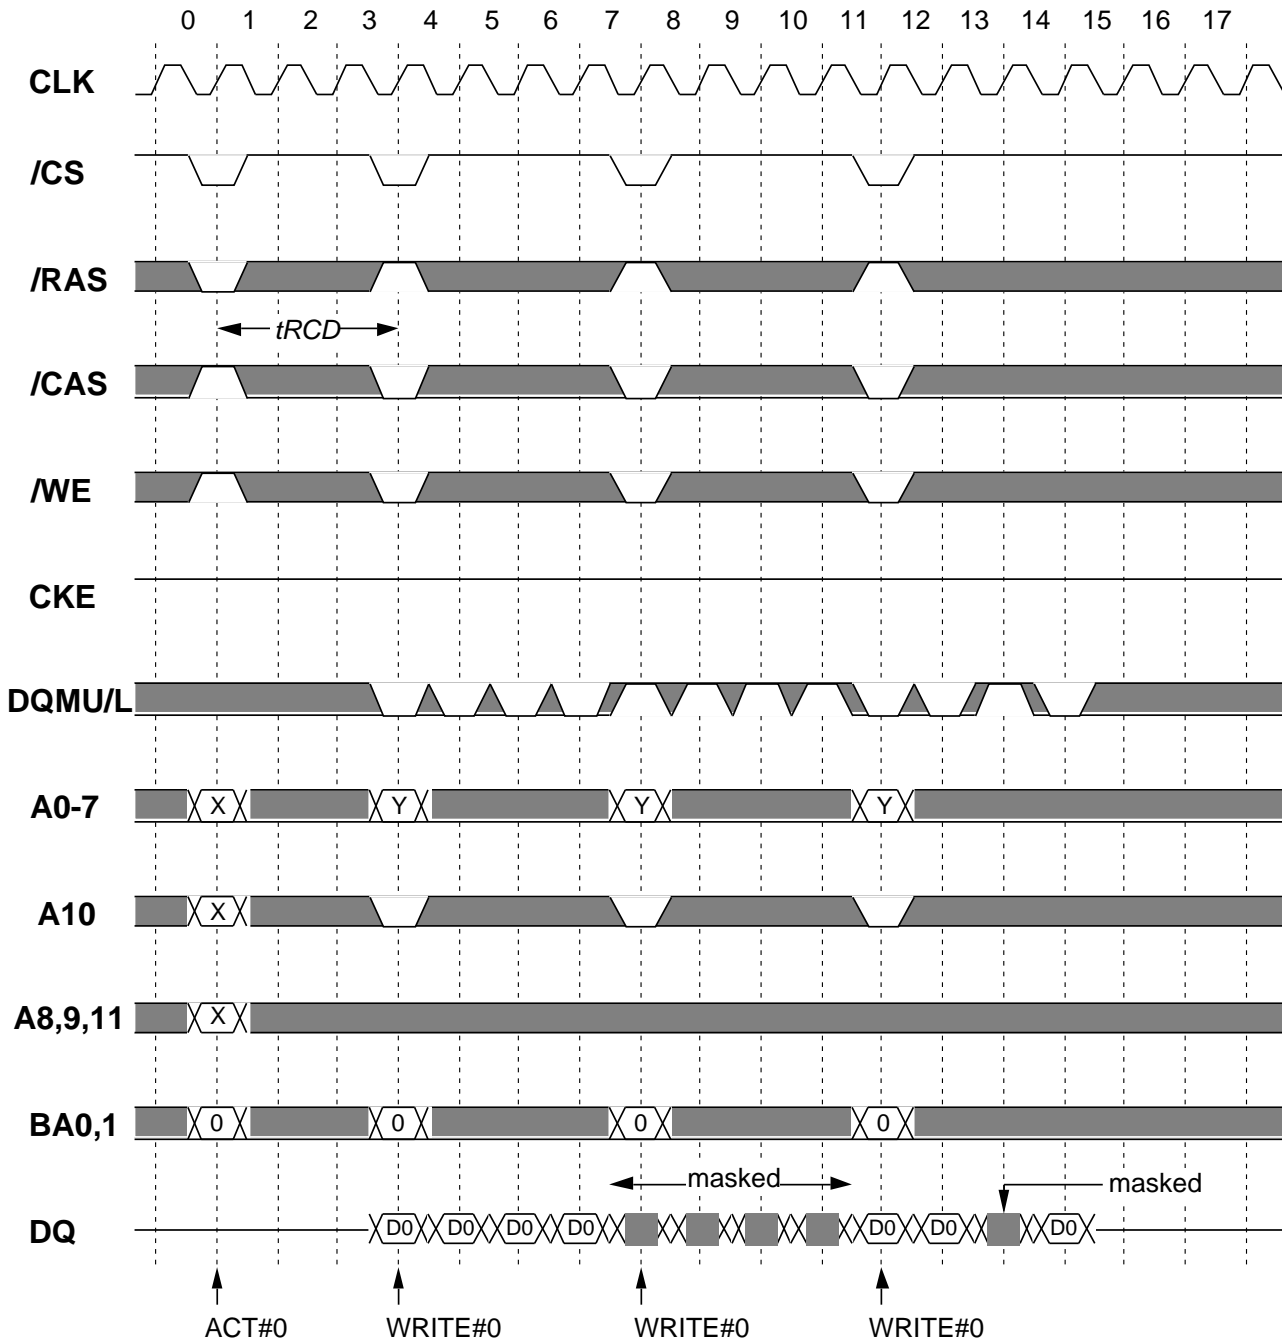 0 1 2 3 4 5 6 7 8 9 10 11 12 13 14 15 16 17
CLK
/CS
/RAS
tRCD
/CAS
/WE
CKE
DQMU/L
A0-7 X Y Y Y
A10 X
A8,9,11 X
BA0,1 0 0 0 0
masked masked
DQ D0 D0 D0 D0 D0 D0 D0
ACT#0 WRITE#0 WRITE#0 WRITE#0